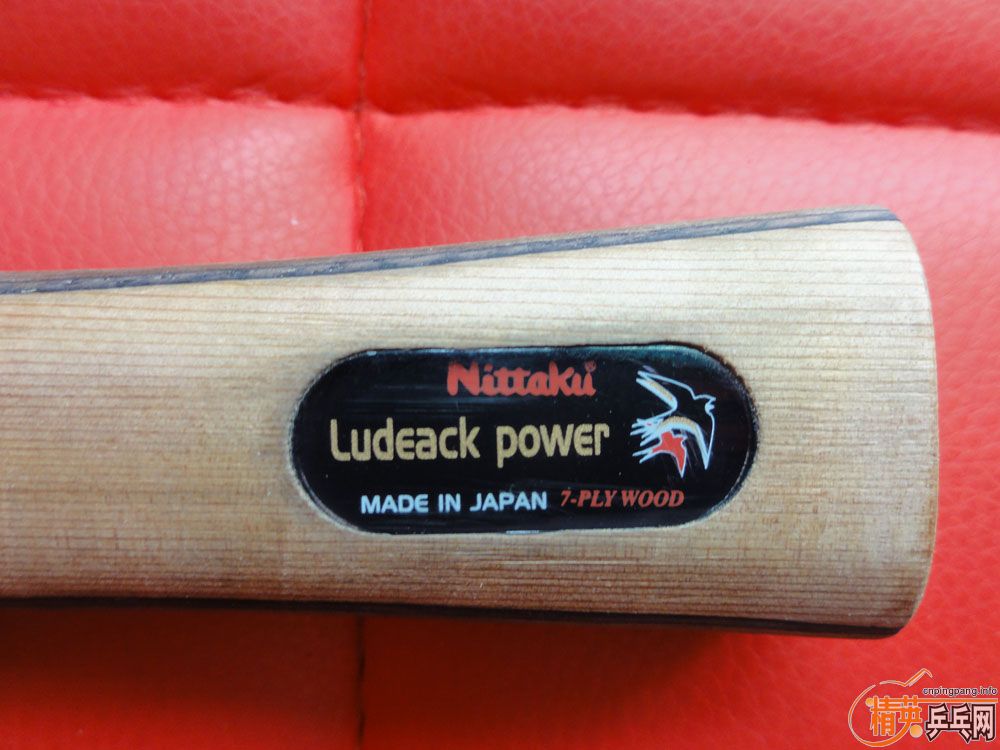 Nittaku®
Ludeack power
MADE IN JAPAN 7-PLY WOOD
cnpingpang.info
精英乒乓网